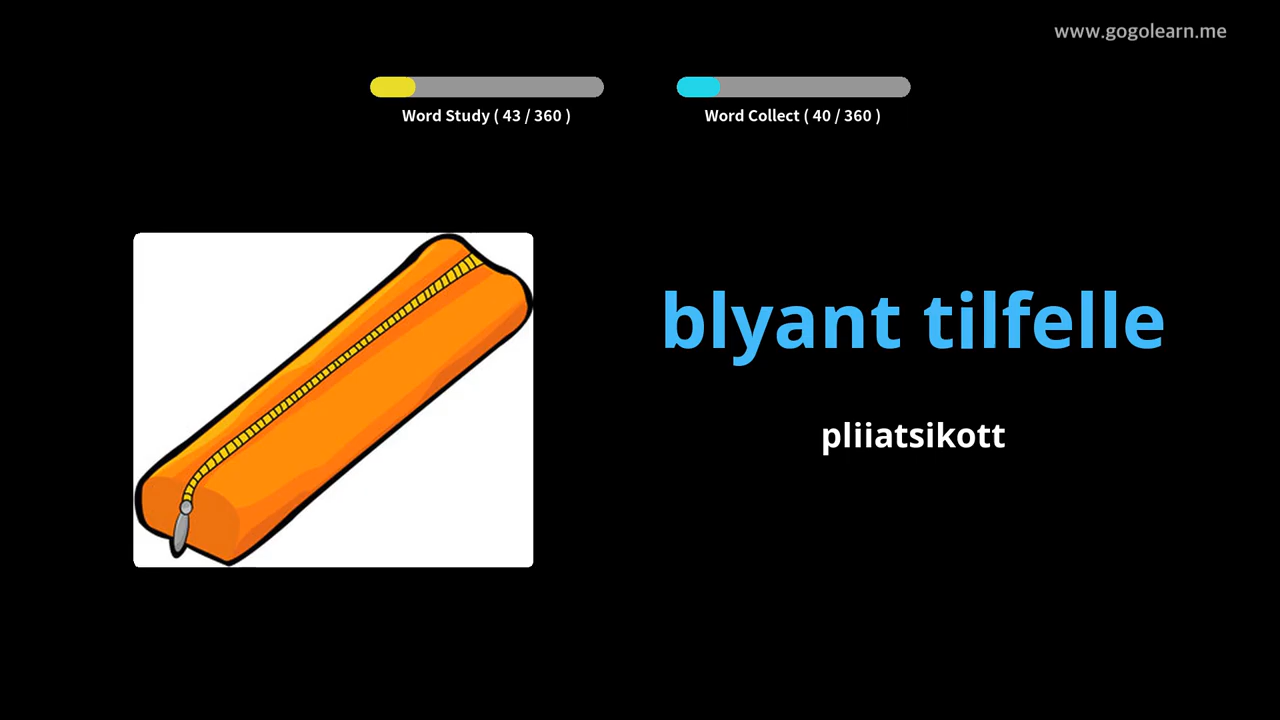 www.gogolearn.me
Word Study ( 43 / 360 )
Word Collect ( 40 / 360 )
blyant tilfelle
pliiatsikott